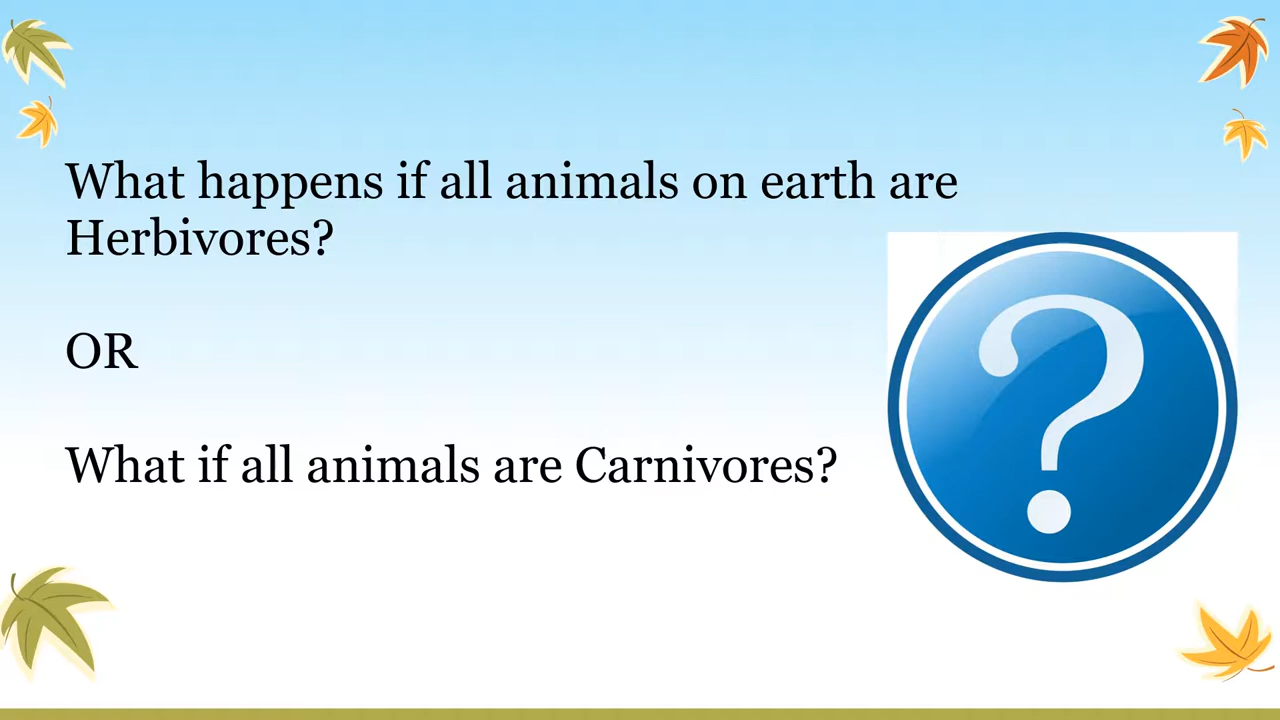 What happens if all animals on earth are
Herbivores?
OR
What if all animals are Carnivores?
?